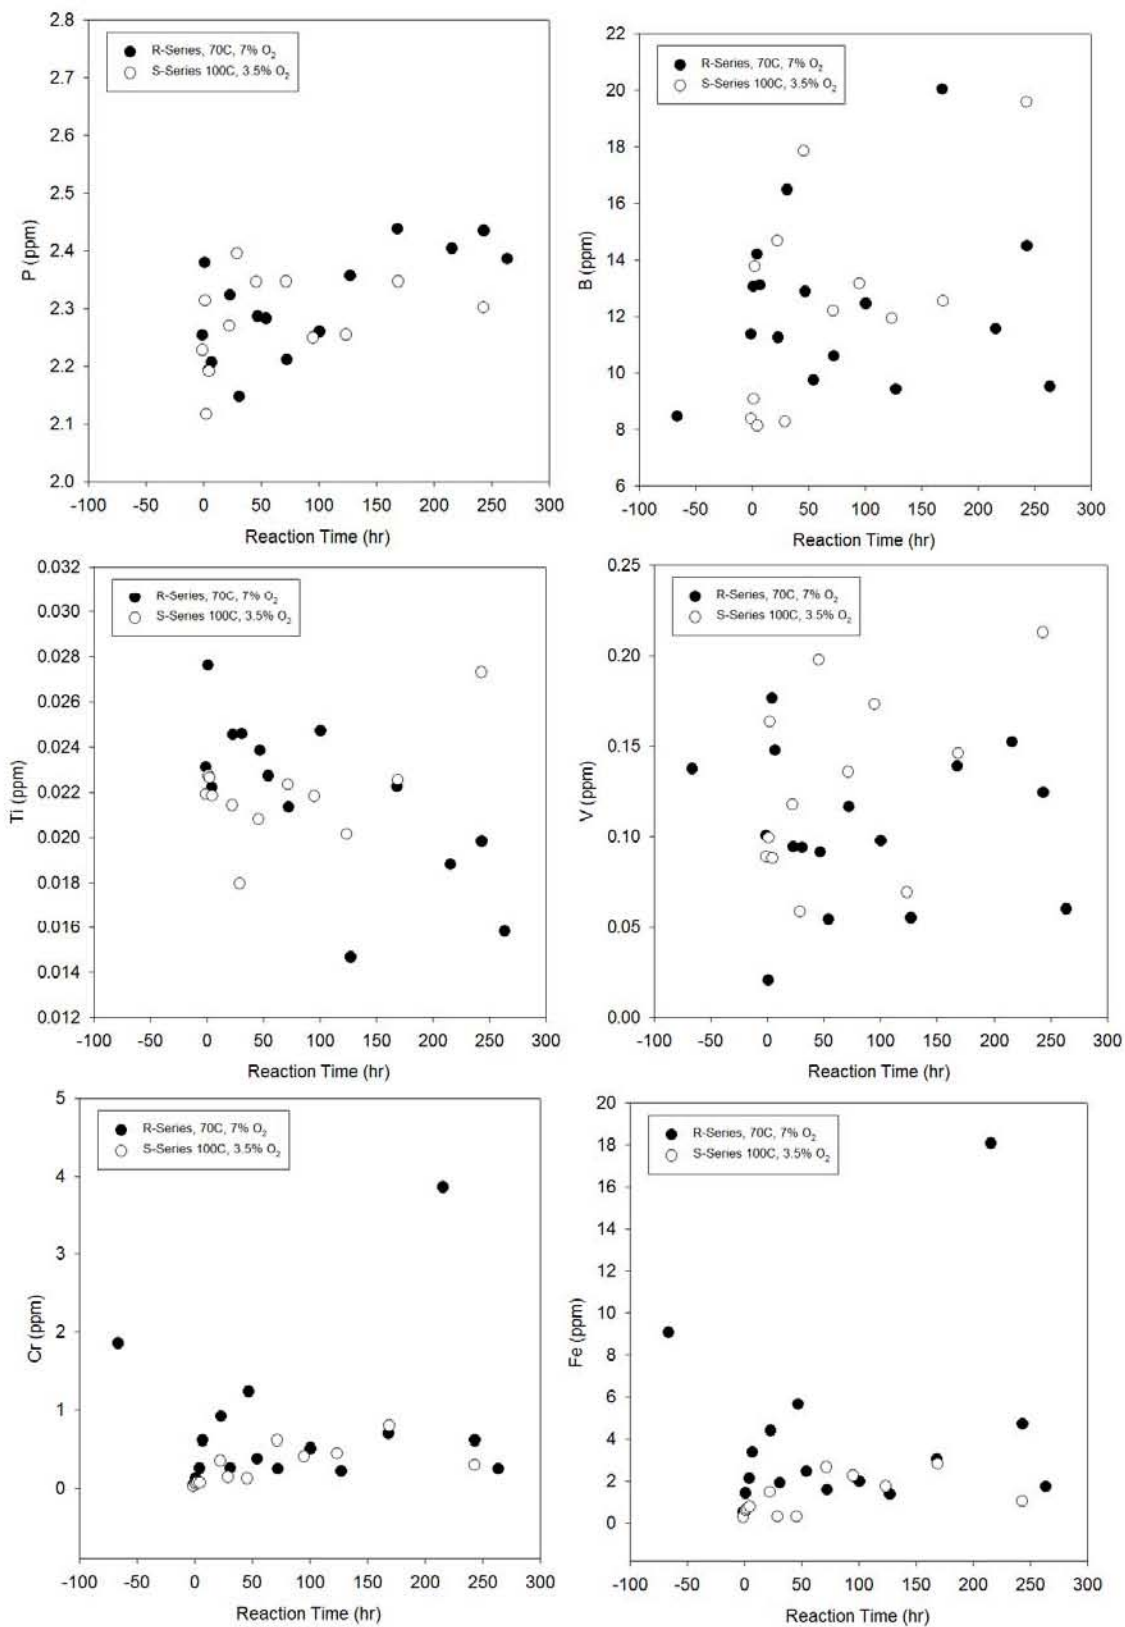 2.8
2.7
2.6
2.5
2.4
2.3
2.2
2.1
2.0
P (ppm)
R-Series, 70C, 7% O2
S-Series 100C, 3.5% O2
-100 -50 0 50 100 150 200 250 300
Reaction Time (hr)
22
20
18
16
14
12
10
8
6
B (ppm)
R-Series, 70C, 7% O2
S-Series 100C, 3.5% O2
-100 -50 0 50 100 150 200 250 300
Reaction Time (hr)
0.032
0.030
0.028
0.026
0.024
0.022
0.020
0.018
0.016
0.014
0.012
Ti (ppm)
R-Series, 70C, 7% O2
S-Series 100C, 3.5% O2
-100 -50 0 50 100 150 200 250 300
Reaction Time (hr)
0.25
0.20
0.15
0.10
0.05
0.00
V (ppm)
R-Series, 70C, 7% O2
S-Series 100C, 3.5% O2
-100 -50 0 50 100 150 200 250 300
Reaction Time (hr)
5
4
3
2
1
0
Cr (ppm)
R-Series, 70C, 7% O2
S-Series 100C, 3.5% O2
-100 -50 0 50 100 150 200 250 300
Reaction Time (hr)
20
18
16
14
12
10
8
6
4
2
0
Fe (ppm)
R-Series, 70C, 7% O2
S-Series 100C, 3.5% O2
-100 -50 0 50 100 150 200 250 300
Reaction Time (hr)